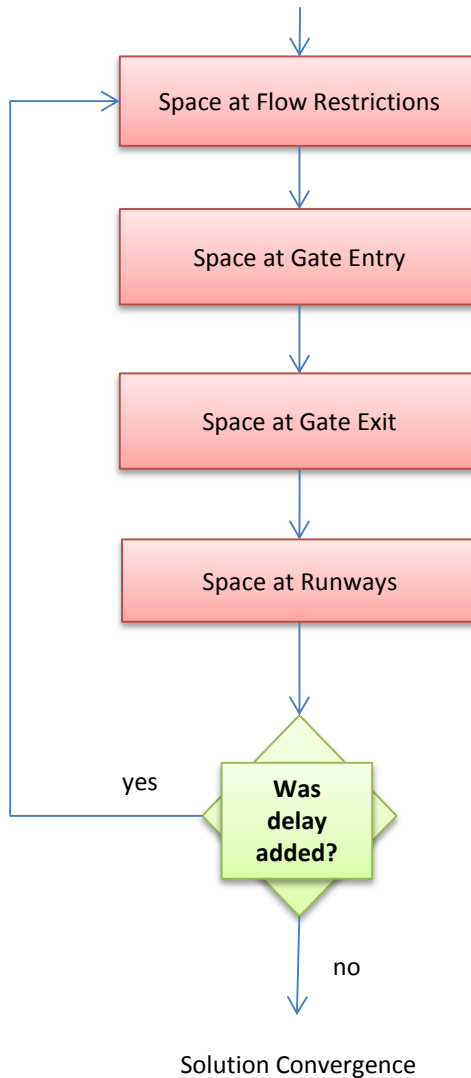 Space at Flow Restrictions
Space at Gate Entry
Space at Gate Exit
Space at Runways
Was
delay
added?
yes
no
Solution Convergence